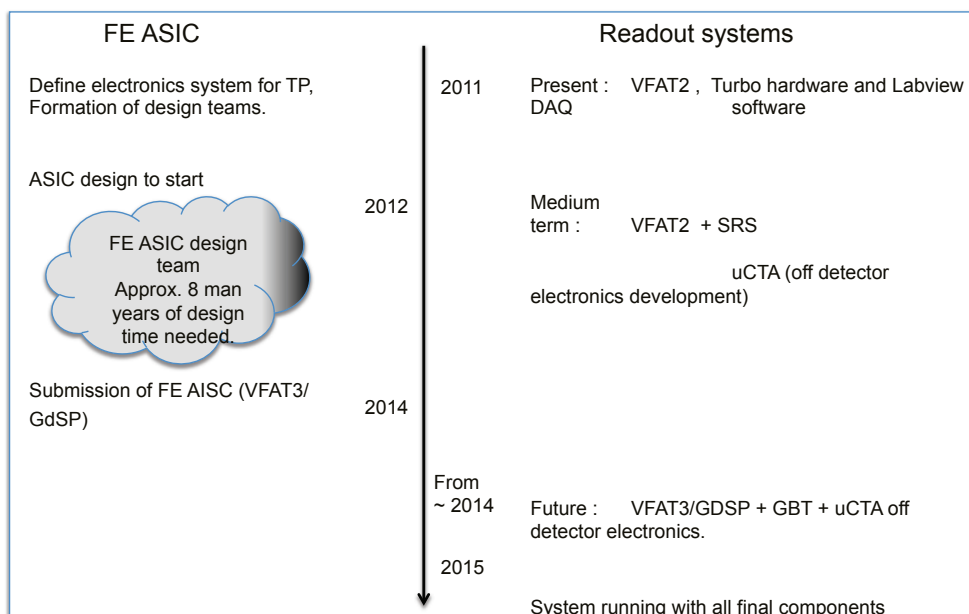 FE ASIC
Define electronics system for TP,
Formation of design teams.
ASIC design to start
FE ASIC design
team
Approx. 8 man
years of design
time needed.
Submission of FE AISC (VFAT3/
GdSP)
2011
2012
2014
From
~ 2014
2015
Readout systems
Present : VFAT2 , Turbo hardware and Labview
DAQ software
Medium
term : VFAT2 + SRS
uCTA (off detector
electronics development)
Future : VFAT3/GDSP + GBT + uCTA off
detector electronics.
System running with all final components